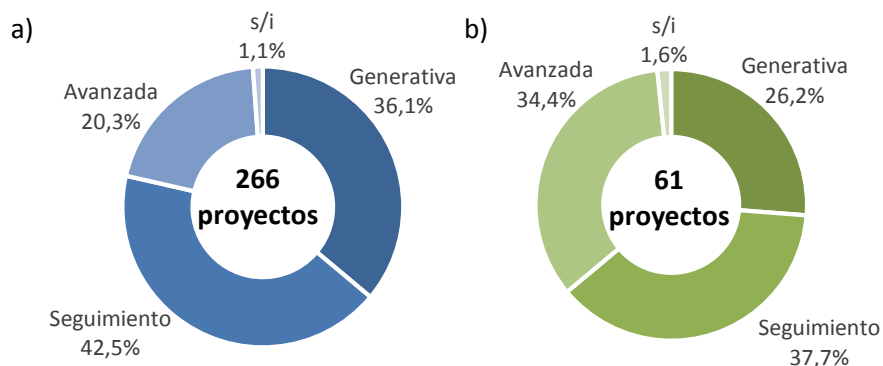 a)
s/i
1,1%
Generativa
36,1%
Avanzada
20,3%
266
proyectos
Seguimiento
42,5%
b)
s/i
1,6%
Generativa
26,2%
Avanzada
34,4%
61
proyectos
Seguimiento
37,7%